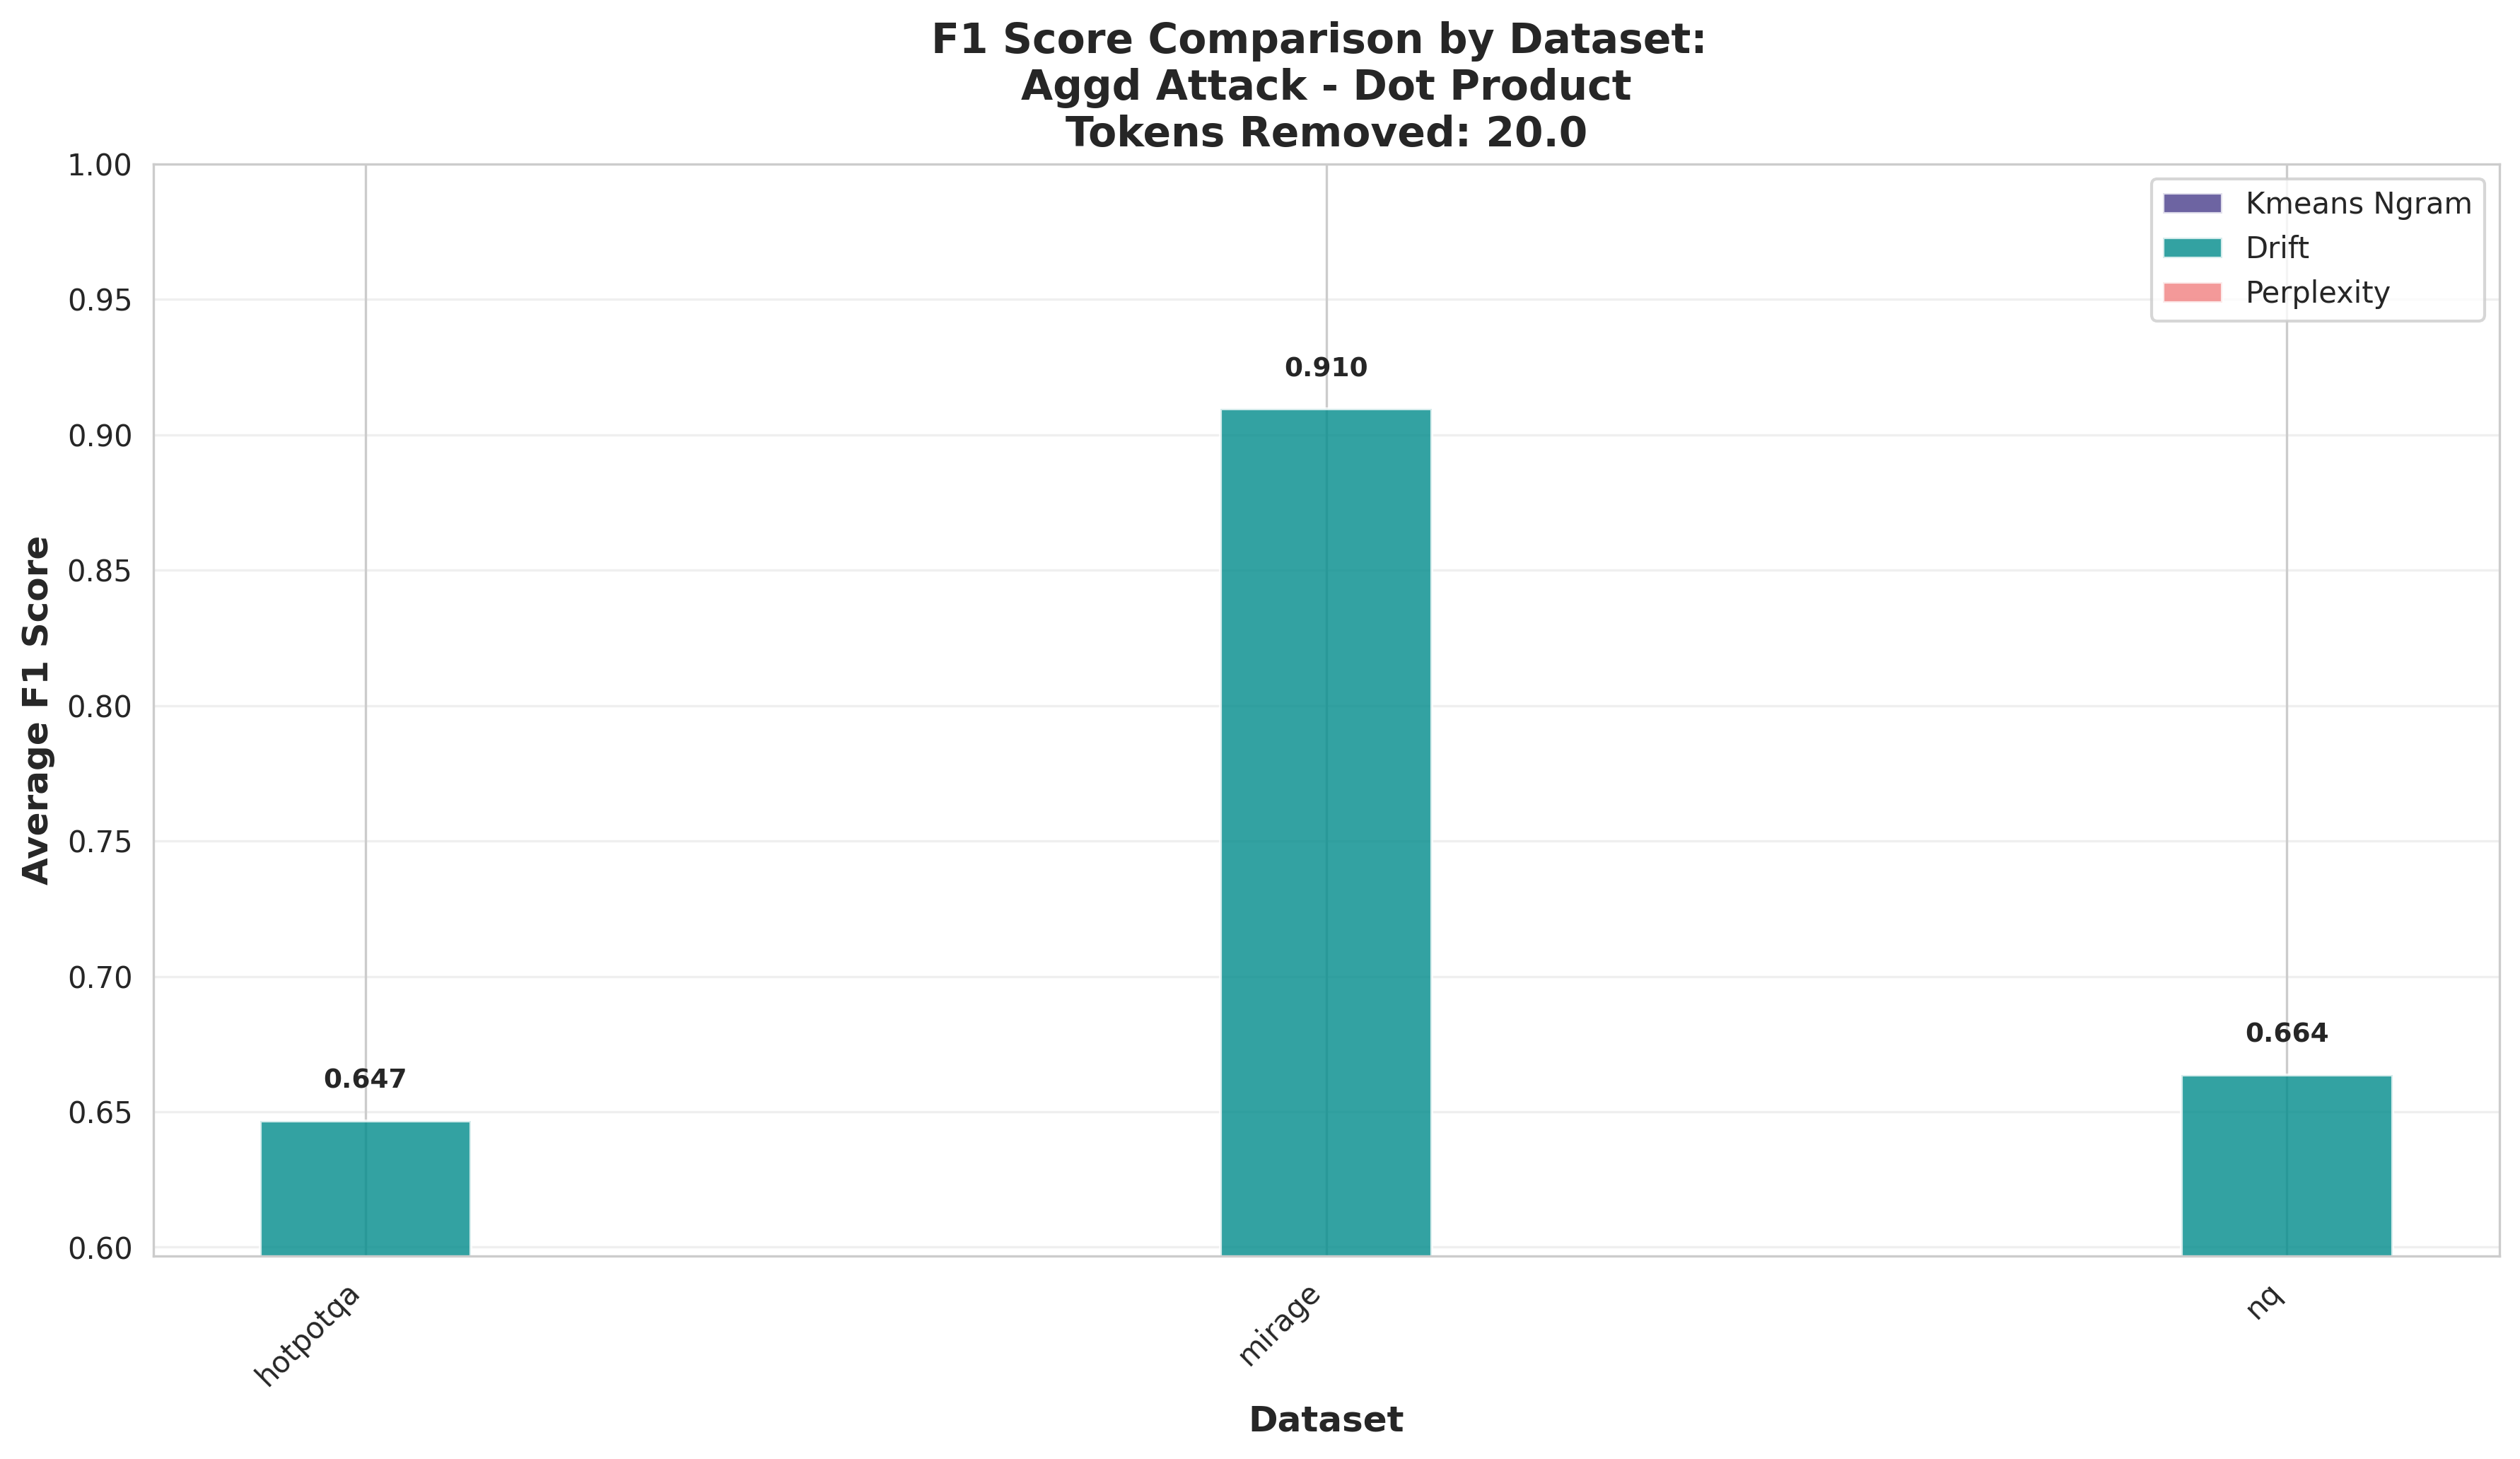 F1 Score Comparison by Dataset:
Aggd Attack - Dot Product
Tokens Removed: 20.0
1.00
0.95
0.90
0.85
0.80
0.75
0.70
0.65
0.60
Average F1 Score
Kmeans Ngram
Drift
Perplexity
0.647
0.910
0.664
hotpotqa
mirage
nq
Dataset